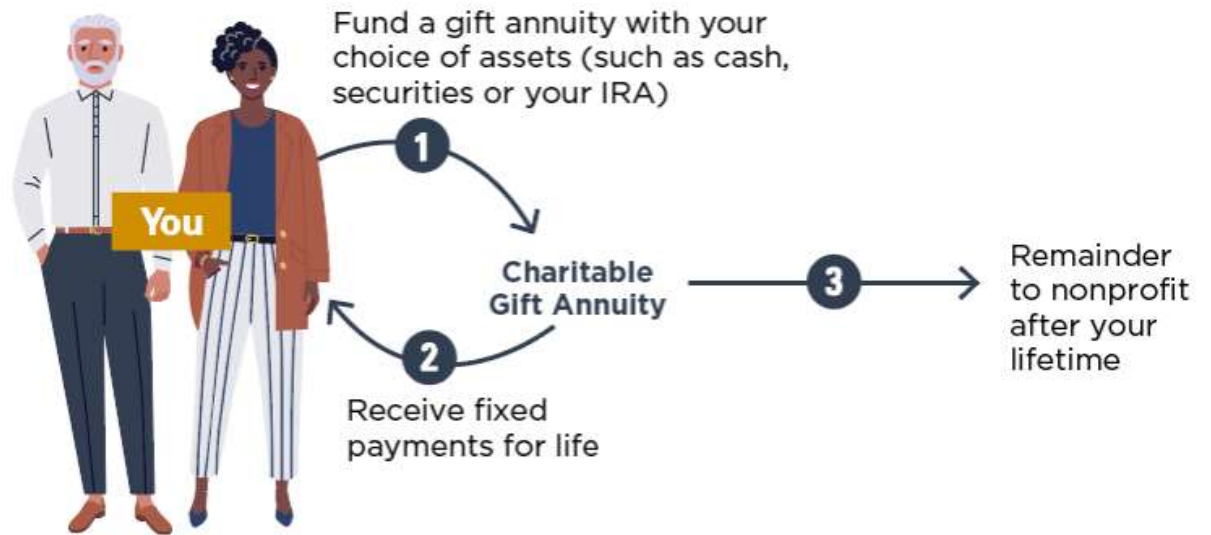 Fund a gift annuity with your
choice of assets (such as cash,
securities or your IRA)
1
You
Charitable
Gift Annuity
3
Remainder
to nonprofit
after your
lifetime
2
Receive fixed
payments for life